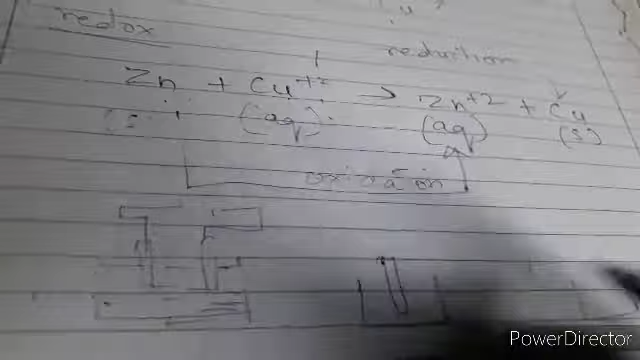 redox
reduction
Zn + Cu+2 → Zn+2 + Cu
(s) (aq) (aq) (s)
oxidation
PowerDirector